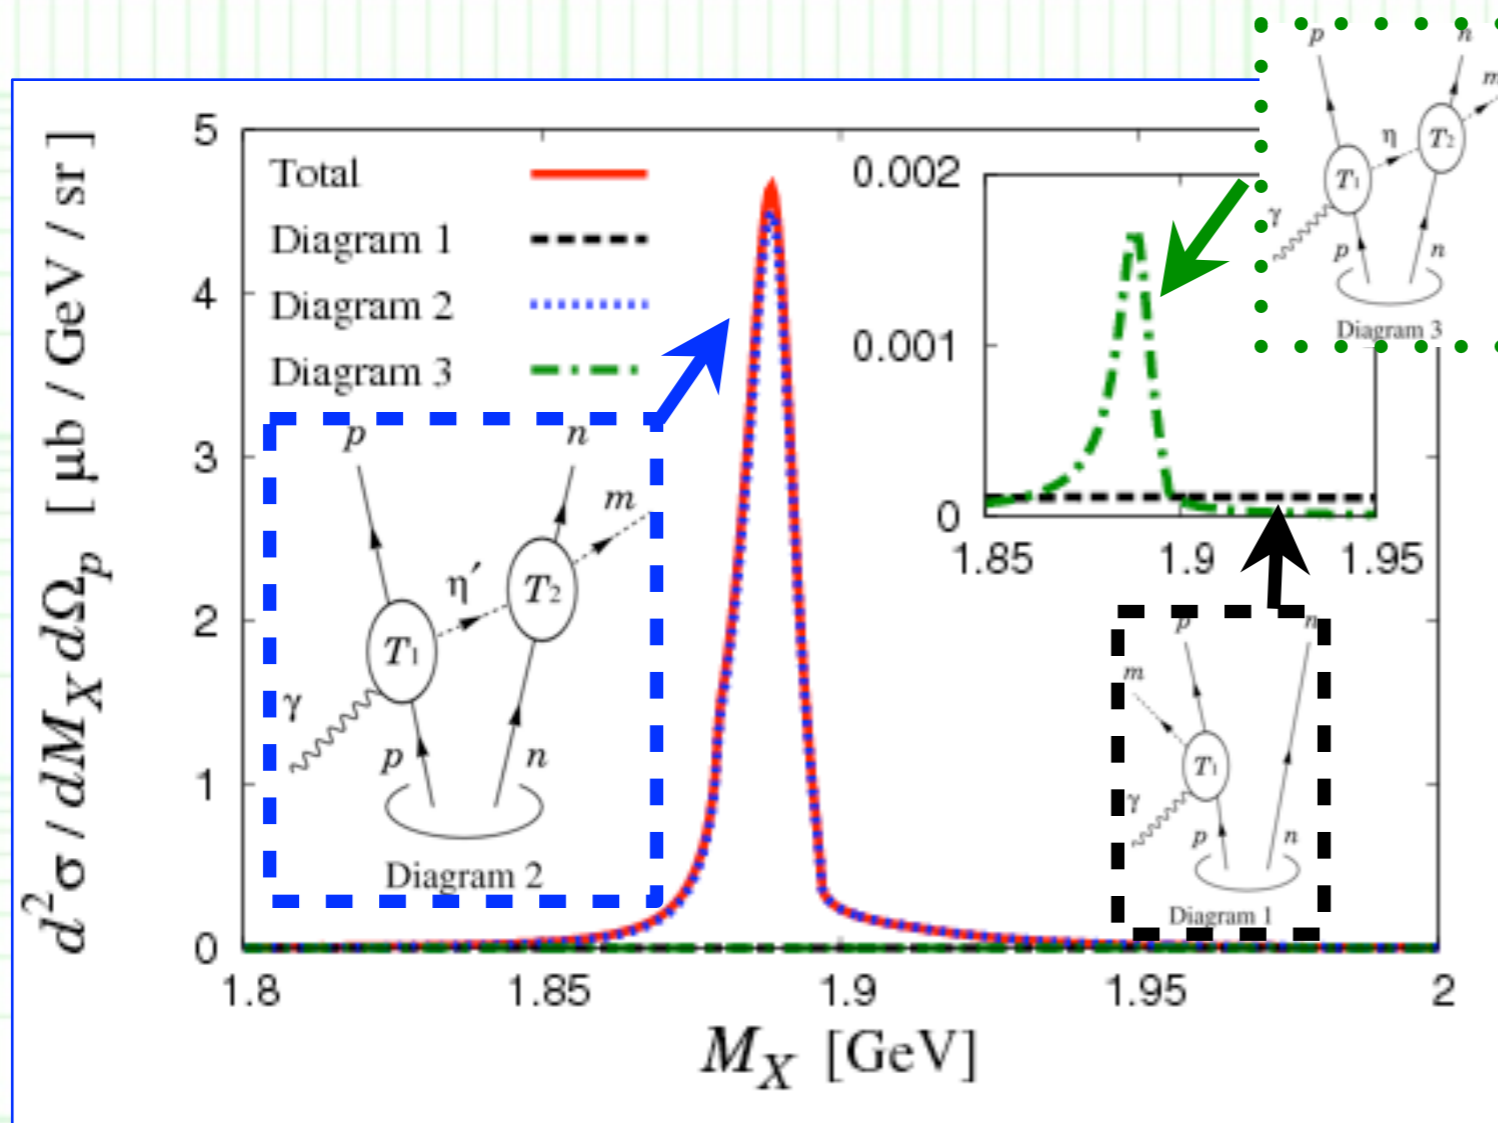 Total
Diagram 1
Diagram 2
Diagram 3
d²σ / dM_X dΩ_p [ μb / GeV / sr ]
5
4
3
2
1
0
1.8
1.85
1.9
1.95
2
M_X [GeV]
0.002
0.001
0
1.85
1.9
1.95
p
n
m
η′
T₁
T₂
γ
p
n
Diagram 2
p
n
m
η
T₁
T₂
γ
p
n
Diagram 3
p
n
m
T₁
γ
p
n
Diagram 1